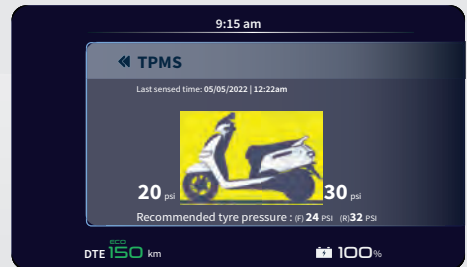 9:15 am
TPMS
Last sensed time: 05/05/2022 | 12:22am
20 psi
30 psi
Recommended tyre pressure : (F) 24 PSI (R)32 PSI
eco
DTE 150 km
100%